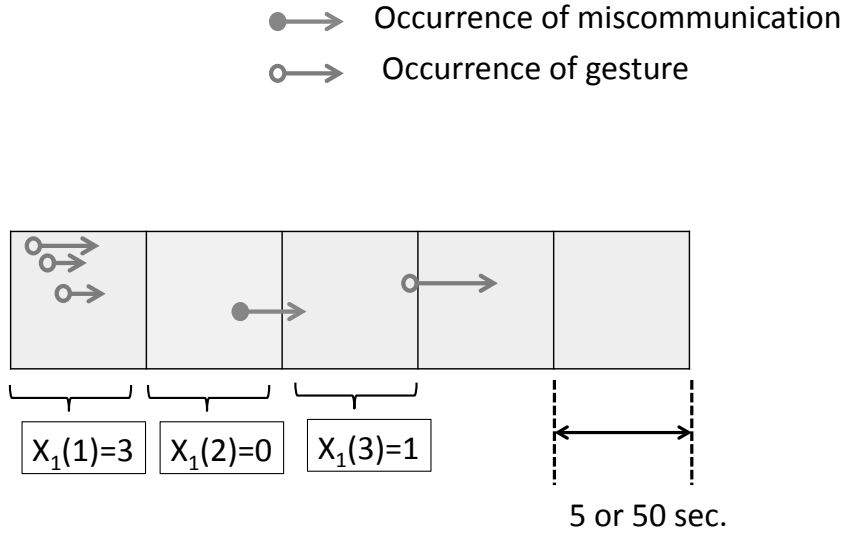 Occurrence of miscommunication
Occurrence of gesture
X₁(1)=3 X₁(2)=0 X₁(3)=1
5 or 50 sec.